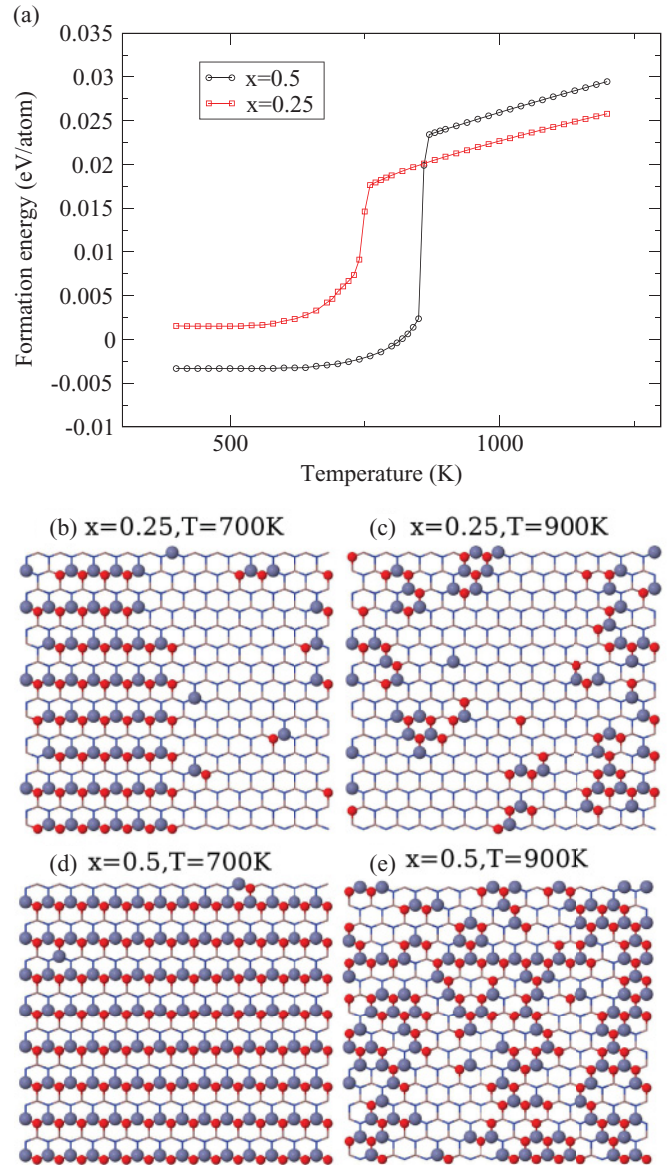 (a)
0.04
0.035
0.03
0.025
0.02
0.015
0.01
0.005
0
-0.005
-0.01
Formation energy (eV/atom)
x=0.5
x=0.25
500
1000
Temperature (K)
(b) x=0.25,T=700K
(c) x=0.25,T=900K
(d) x=0.5,T=700K
(e) x=0.5,T=900K